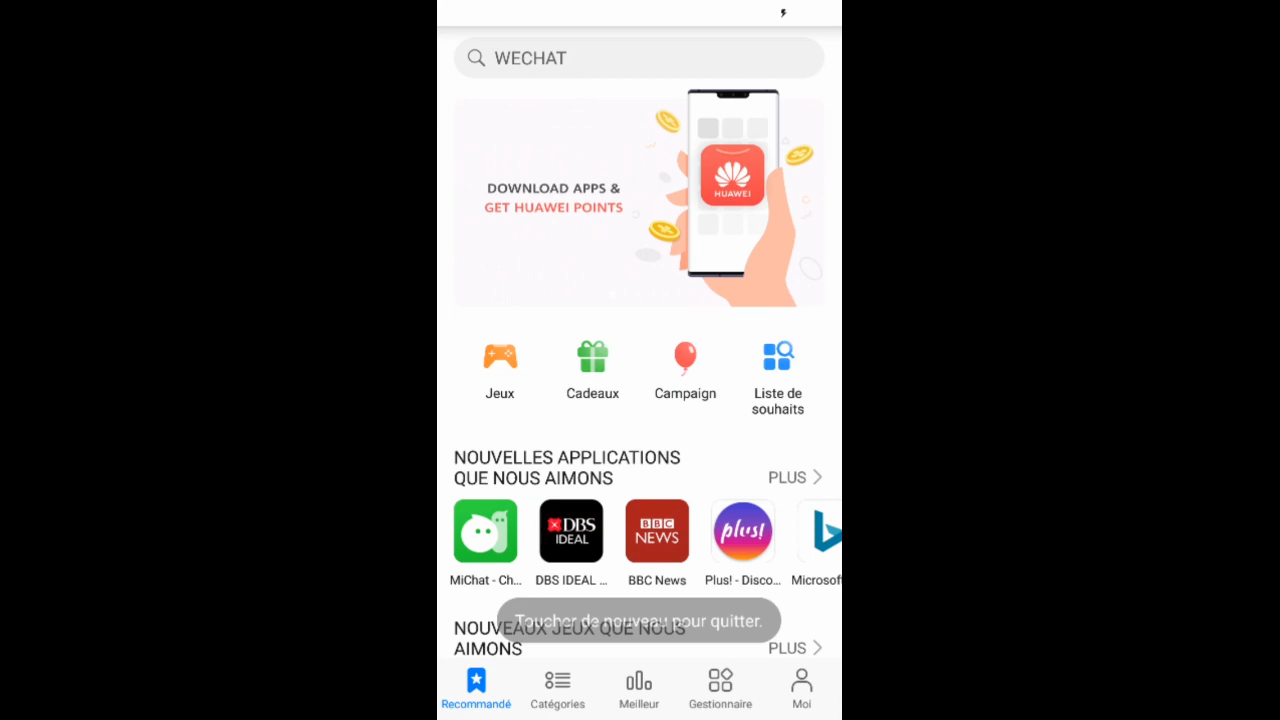 WECHAT
DOWNLOAD APPS &
GET HUAWEI POINTS
HUAWEI
Jeux
Cadeaux
Campaign
Liste de
souhaits
NOUVELLES APPLICATIONS
QUE NOUS AIMONS
PLUS
DBS
IDEAL
BBC
NEWS
plus!
MiChat - Ch...
DBS IDEAL ...
BBC News
Plus! - Disco...
Microsof
Toucher de nouveau pour quitter.
NOUVEAUX JEUX QUE NOUS
AIMONS
PLUS
Recommandé
Catégories
Meilleur
Gestionnaire
Moi